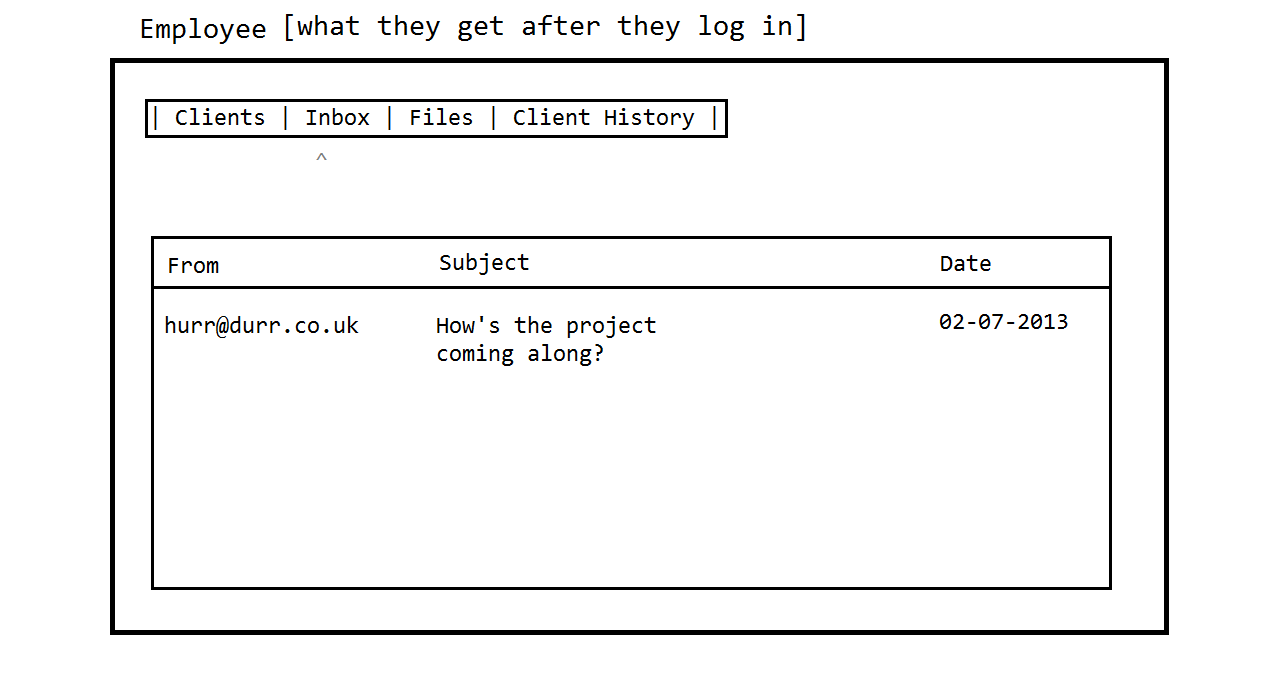 Employee [what they get after they log in]
| Clients | Inbox | Files | Client History |
^
From Subject Date
hurr@durr.co.uk How's the project 02-07-2013
coming along?